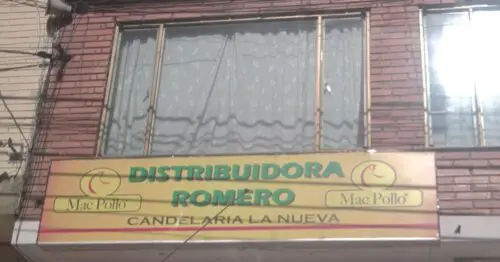 DISTRIBUIDORA
ROMERO
Mac Pollo
Mac Pollo
CANDELARIA LA NUEVA